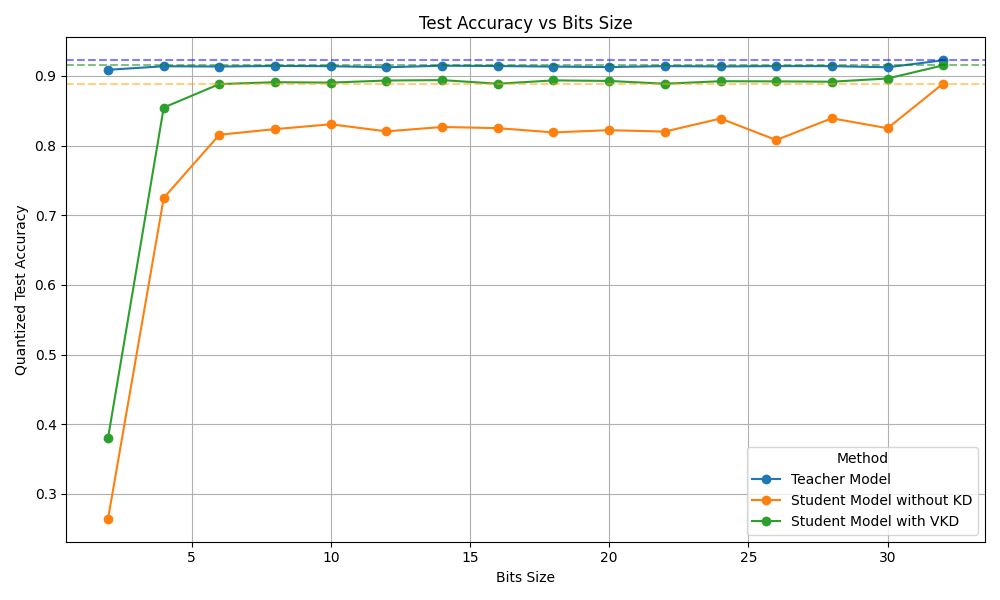 Test Accuracy vs Bits Size
Quantized Test Accuracy
0.9
0.8
0.7
0.6
0.5
0.4
0.3
Method
Teacher Model
Student Model without KD
Student Model with VKD
5 10 15 20 25 30
Bits Size